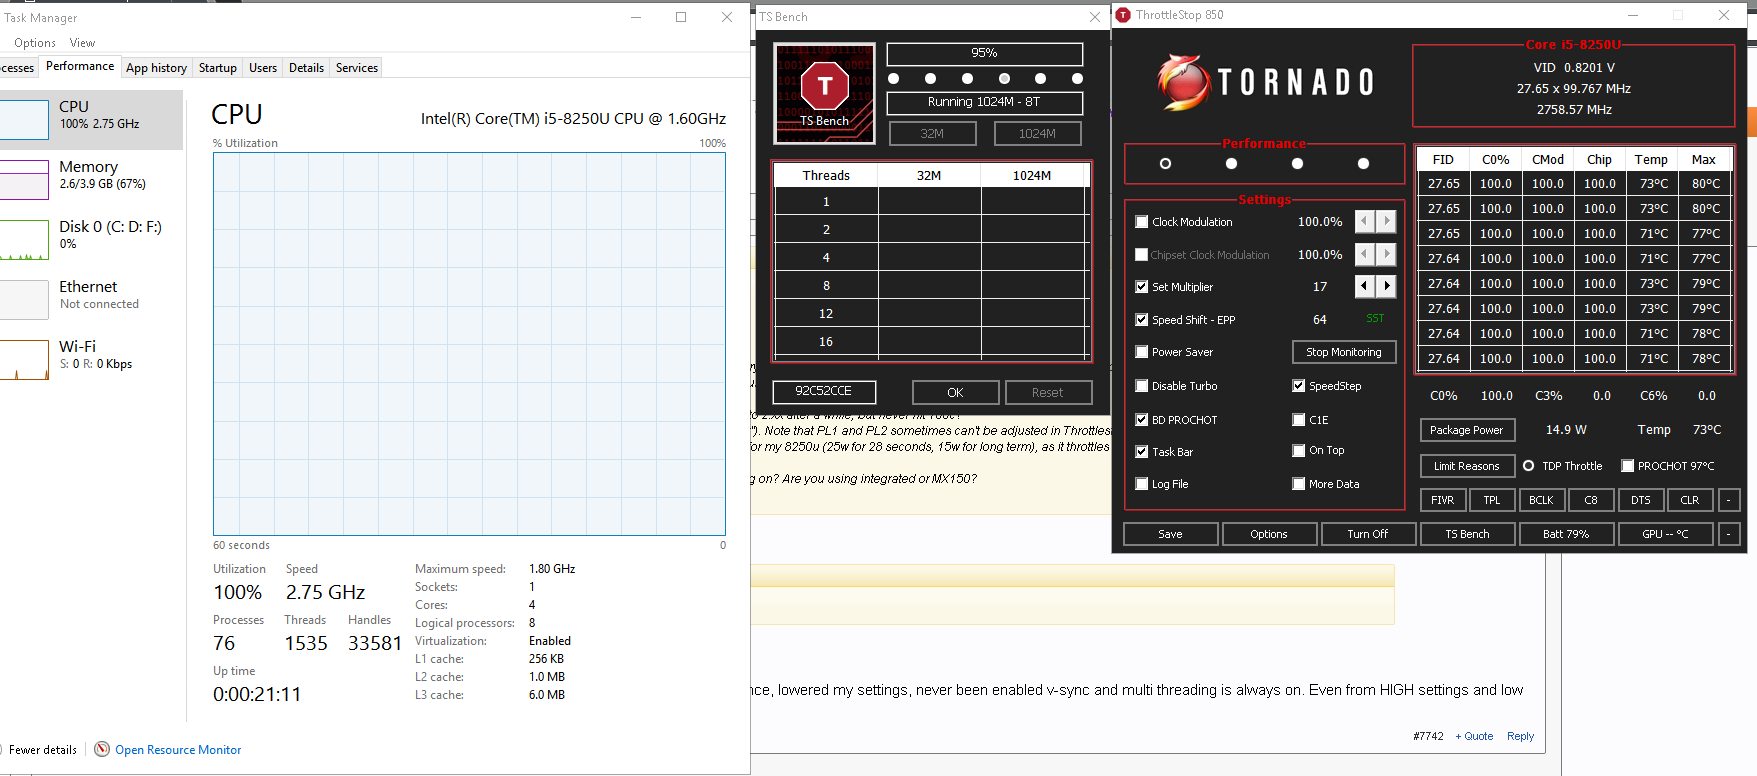 Task Manager
Options View
cesses Performance App history Startup Users Details Services
CPU
100% 2.75 GHz
Memory
2.6/3.9 GB (67%)
Disk 0 (C: D: F:)
0%
Ethernet
Not connected
Wi-Fi
S: 0 R: 0 Kbps
CPU
Intel(R) Core(TM) i5-8250U CPU @ 1.60GHz
% Utilization 100%
60 seconds 0
Utilization Speed
100% 2.75 GHz
Processes Threads Handles
76 1535 33581
Up time
0:00:21:11
Maximum speed: 1.80 GHz
Sockets: 1
Cores: 4
Logical processors: 8
Virtualization: Enabled
L1 cache: 256 KB
L2 cache: 1.0 MB
L3 cache: 6.0 MB
Fewer details Open Resource Monitor
TS Bench
T
TS Bench
95%
Running 1024M - 8T
32M 1024M
Threads 32M 1024M
1
2
4
8
12
16
92C52CCE OK Reset
"). Note that PL1 and PL2 sometimes can't be adjusted in Throttles
for my 8250u (25w for 28 seconds, 15w for long term), as it throttles
g on? Are you using integrated or MX150?
nce, lowered my settings, never been enabled v-sync and multi threading is always on. Even from HIGH settings and low
#7742 + Quote Reply
T ThrottleStop 850
TORNADO
Core i5-8250U
VID 0.8201 V
27.65 x 99.767 MHz
2758.57 MHz
Performance
Settings
Clock Modulation 100.0%
Chipset Clock Modulation 100.0%
Set Multiplier 17
Speed Shift - EPP 64 SST
Power Saver Stop Monitoring
Disable Turbo SpeedStep
BD PROCHOT C1E
Task Bar On Top
Log File More Data
Save Options Turn Off TS Bench Batt 79% GPU -- °C -
FID C0% CMod Chip Temp Max
27.65 100.0 100.0 100.0 73°C 80°C
27.65 100.0 100.0 100.0 73°C 80°C
27.65 100.0 100.0 100.0 71°C 77°C
27.64 100.0 100.0 100.0 71°C 77°C
27.64 100.0 100.0 100.0 73°C 79°C
27.64 100.0 100.0 100.0 73°C 79°C
27.64 100.0 100.0 100.0 71°C 78°C
27.64 100.0 100.0 100.0 71°C 78°C
C0% 100.0 C3% 0.0 C6% 0.0
Package Power 14.9 W Temp 73°C
Limit Reasons TDP Throttle PROCHOT 97°C
FIVR TPL BCLK C8 DTS CLR -